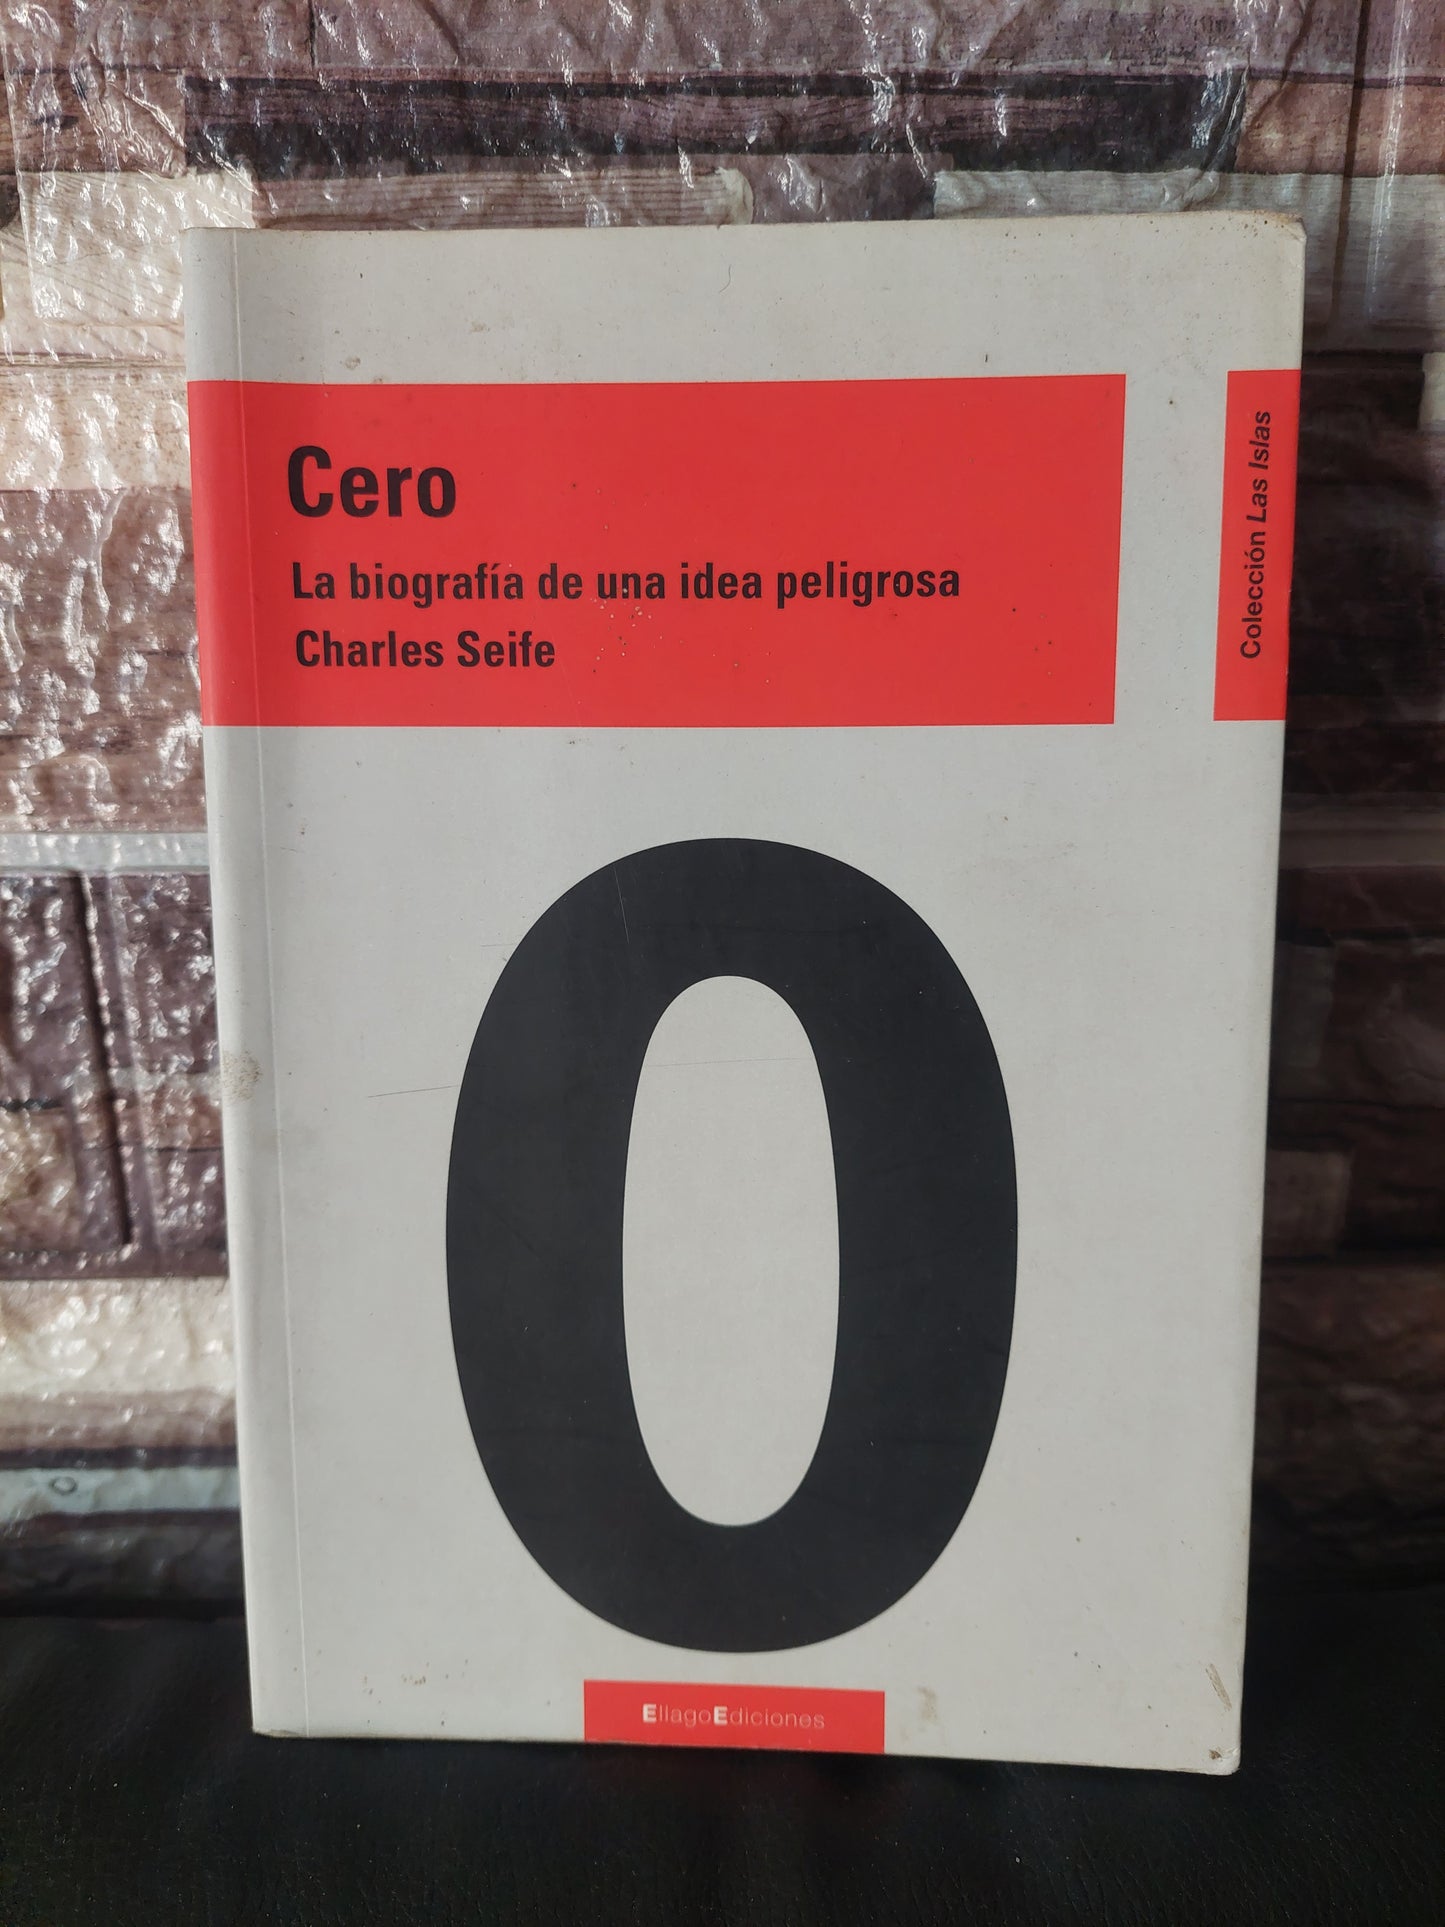 Cero
La biografía de una idea peligrosa
Charles Seife
Colección Las Islas
0
EllagoEdiciones